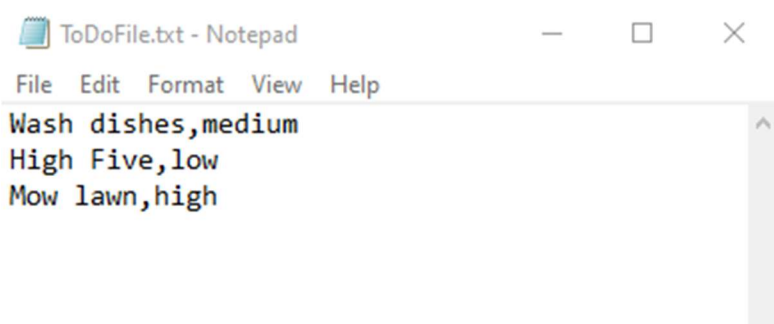 ToDoFile.txt - Notepad
File Edit Format View Help
Wash dishes,medium
High Five,low
Mow lawn,high